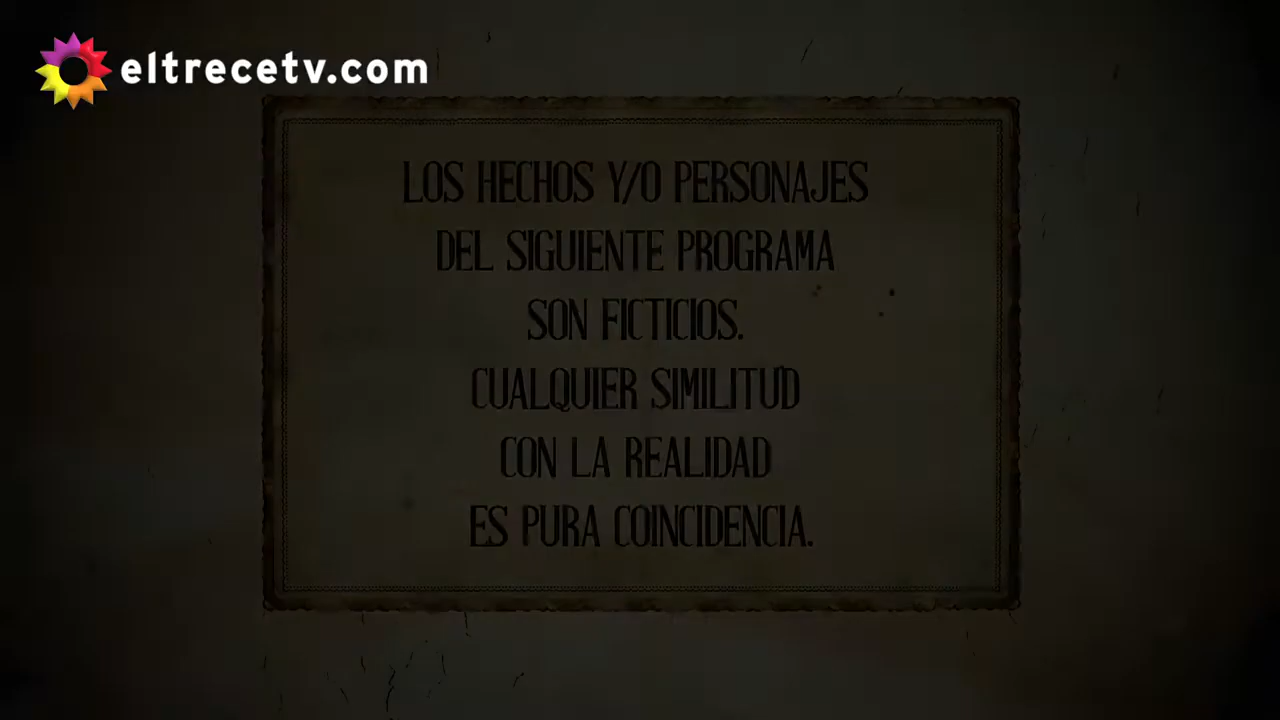 eltrecetv.com
LOS HECHOS Y/O PERSONAJES
DEL SIGUIENTE PROGRAMA
SON FICTICIOS.
CUALQUIER SIMILITUD
CON LA REALIDAD
ES PURA COINCIDENCIA.